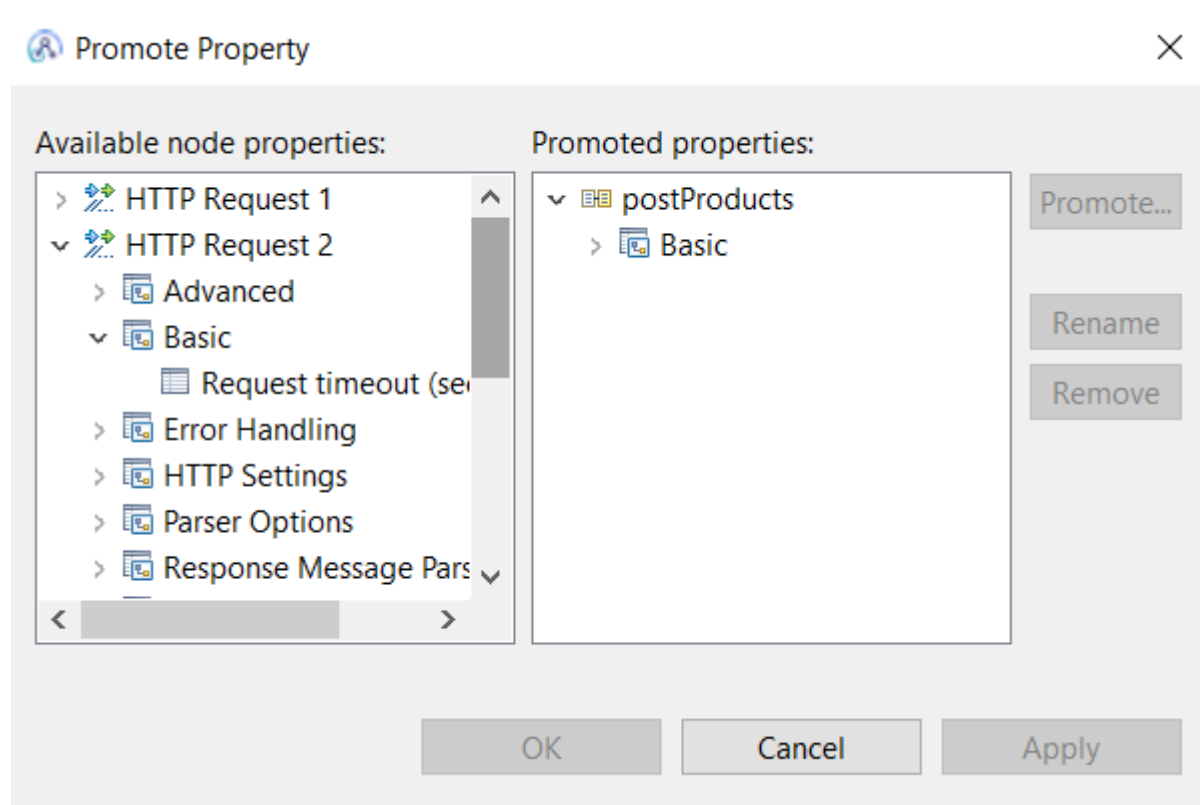 Promote Property
Available node properties:
HTTP Request 1
HTTP Request 2
Advanced
Basic
Request timeout (se
Error Handling
HTTP Settings
Parser Options
Response Message Pars
Promoted properties:
postProducts
Basic
Promote...
Rename
Remove
OK
Cancel
Apply